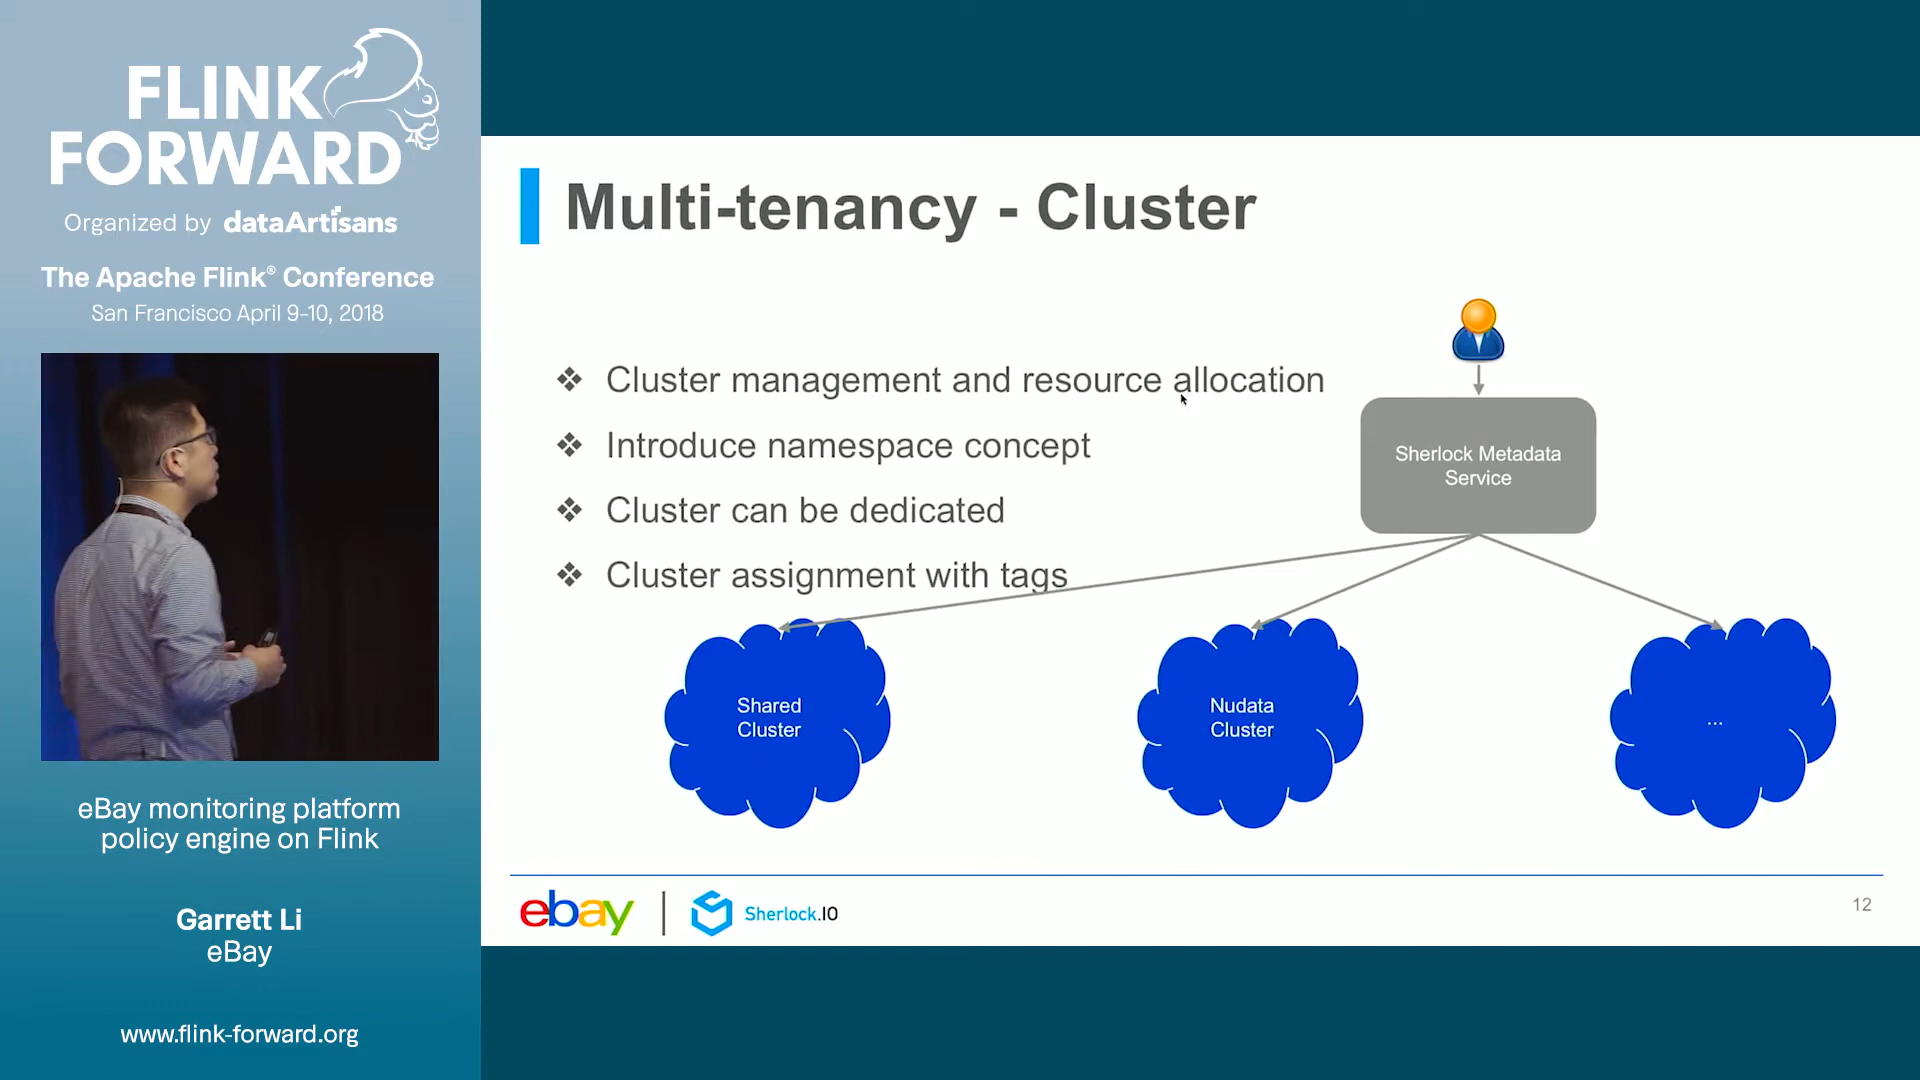 FLINK
FORWARD
Organized by dataArtisans
The Apache Flink® Conference
San Francisco April 9-10, 2018
eBay monitoring platform
policy engine on Flink
Garrett Li
eBay
www.flink-forward.org
Multi-tenancy - Cluster
❖ Cluster management and resource allocation
❖ Introduce namespace concept
❖ Cluster can be dedicated
❖ Cluster assignment with tags
Sherlock Metadata
Service
Shared
Cluster
Nudata
Cluster
...
ebay | Sherlock.IO
12